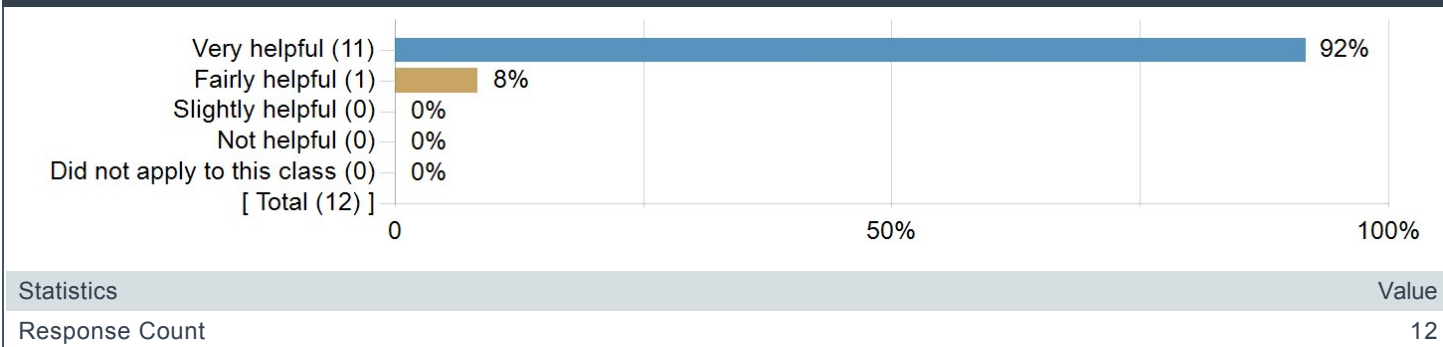 Very helpful (11) 92%
Fairly helpful (1) 8%
Slightly helpful (0) 0%
Not helpful (0) 0%
Did not apply to this class (0) 0%
[ Total (12) ]
0 50% 100%
Statistics Value
Response Count 12